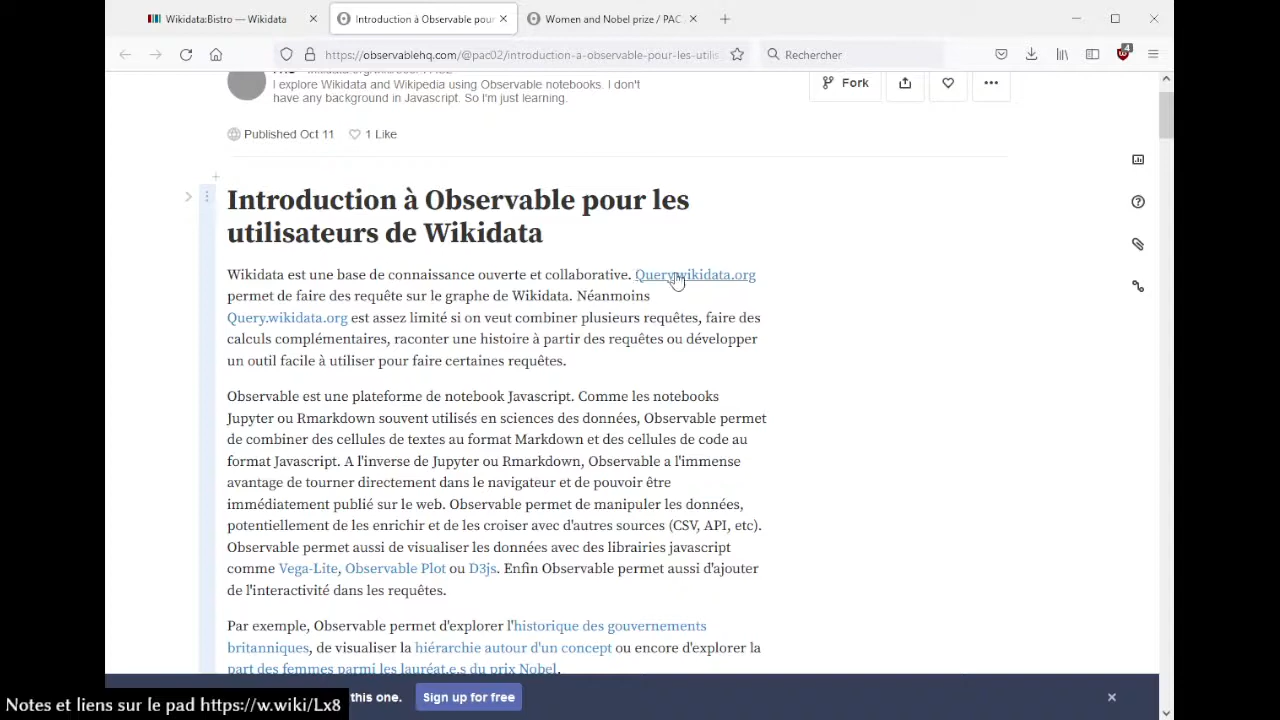 Wikidata:Bistro — Wikidata
Introduction à Observable pour
Women and Nobel prize / PAC
https://observablehq.com/@pac02/introduction-a-observable-pour-les-utilis
Rechercher
4
I explore Wikidata and Wikipedia using Observable notebooks. I don't
have any background in Javascript. So I'm just learning.
Fork
Published Oct 11
1 Like
Introduction à Observable pour les
utilisateurs de Wikidata
Wikidata est une base de connaissance ouverte et collaborative. Query.wikidata.org
permet de faire des requête sur le graphe de Wikidata. Néanmoins
Query.wikidata.org est assez limité si on veut combiner plusieurs requêtes, faire des
calculs complémentaires, raconter une histoire à partir des requêtes ou développer
un outil facile à utiliser pour faire certaines requêtes.
Observable est une plateforme de notebook Javascript. Comme les notebooks
Jupyter ou Rmarkdown souvent utilisés en sciences des données, Observable permet
de combiner des cellules de textes au format Markdown et des cellules de code au
format Javascript. A l'inverse de Jupyter ou Rmarkdown, Observable a l'immense
avantage de tourner directement dans le navigateur et de pouvoir être
immédiatement publié sur le web. Observable permet de manipuler les données,
potentiellement de les enrichir et de les croiser avec d'autres sources (CSV, API, etc).
Observable permet aussi de visualiser les données avec des librairies javascript
comme Vega-Lite, Observable Plot ou D3js. Enfin Observable permet aussi d'ajouter
de l'interactivité dans les requêtes.
Par exemple, Observable permet d'explorer l'historique des gouvernements
britanniques, de visualiser la hiérarchie autour d'un concept ou encore d'explorer la
part des femmes parmi les lauréat.e.s du prix Nobel.
this one.
Sign up for free
Notes et liens sur le pad https://w.wiki/Lx8